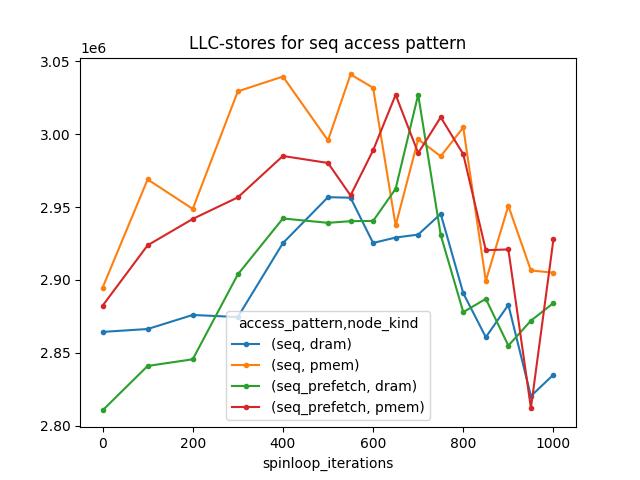 LLC-stores for seq access pattern
1e6
3.05
3.00
2.95
2.90
2.85
2.80
access_pattern,node_kind
(seq, dram)
(seq, pmem)
(seq_prefetch, dram)
(seq_prefetch, pmem)
0 200 400 600 800 1000
spinloop_iterations